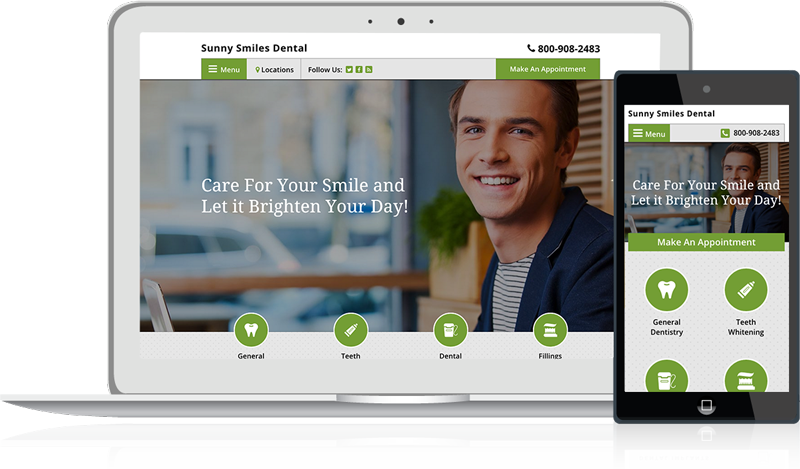 Sunny Smiles Dental
800-908-2483
Menu
Locations
Follow Us:
Make An Appointment
Care For Your Smile and
Let it Brighten Your Day!
General
Teeth
Dental
Fillings
Sunny Smiles Dental
Menu
800-908-2483
Care For Your Smile and
Let it Brighten Your Day!
Make An Appointment
General
Dentistry
Teeth
Whitening